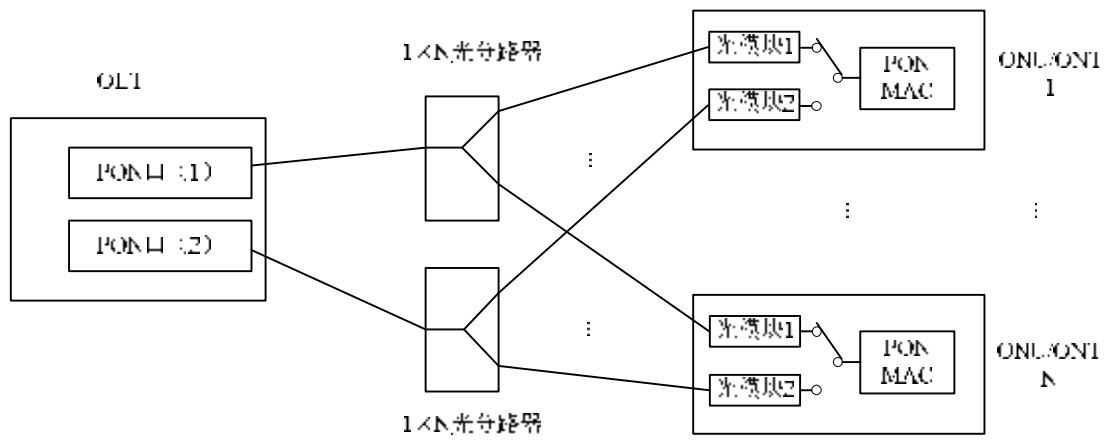 1×N光分路器
OLT
PON口（1）
PON口（2）
光模块1
光模块2
PON
MAC
ONU/ONT
1
光模块1
光模块2
PON
MAC
ONU/ONT
N
1×N光分路器